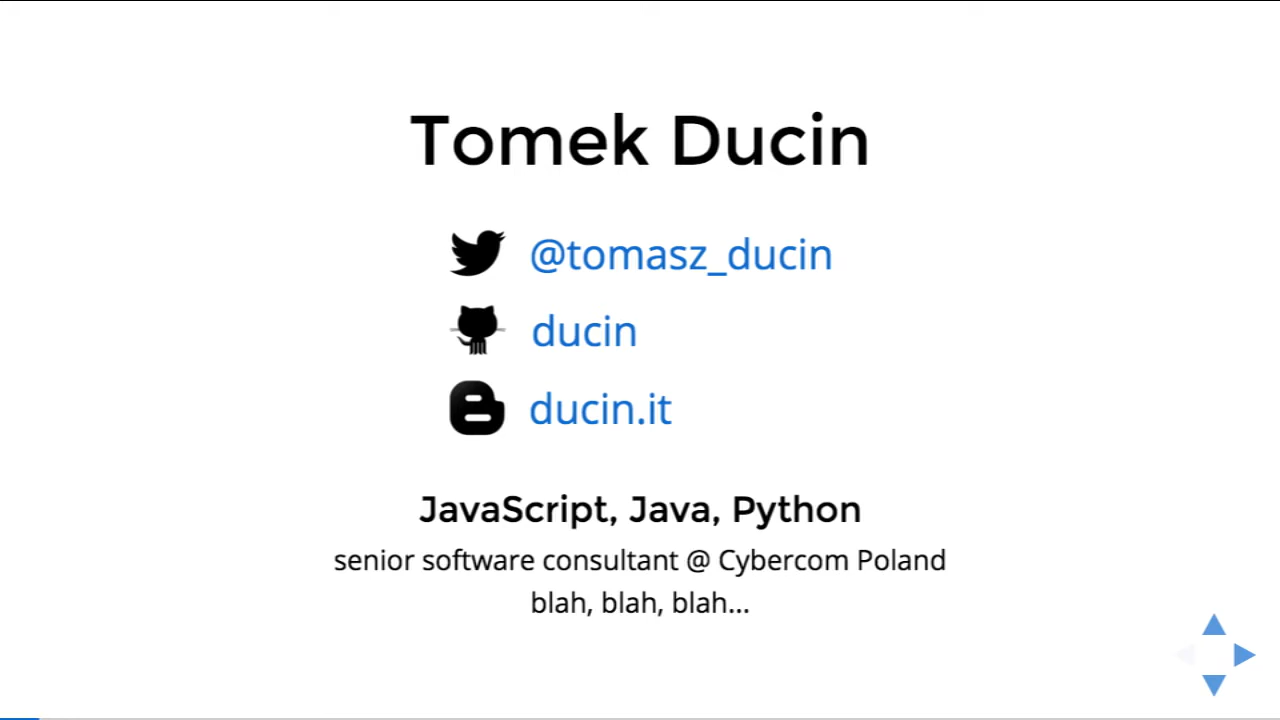 Tomek Ducin
@tomasz_ducin
ducin
ducin.it
JavaScript, Java, Python
senior software consultant @ Cybercom Poland
blah, blah, blah...